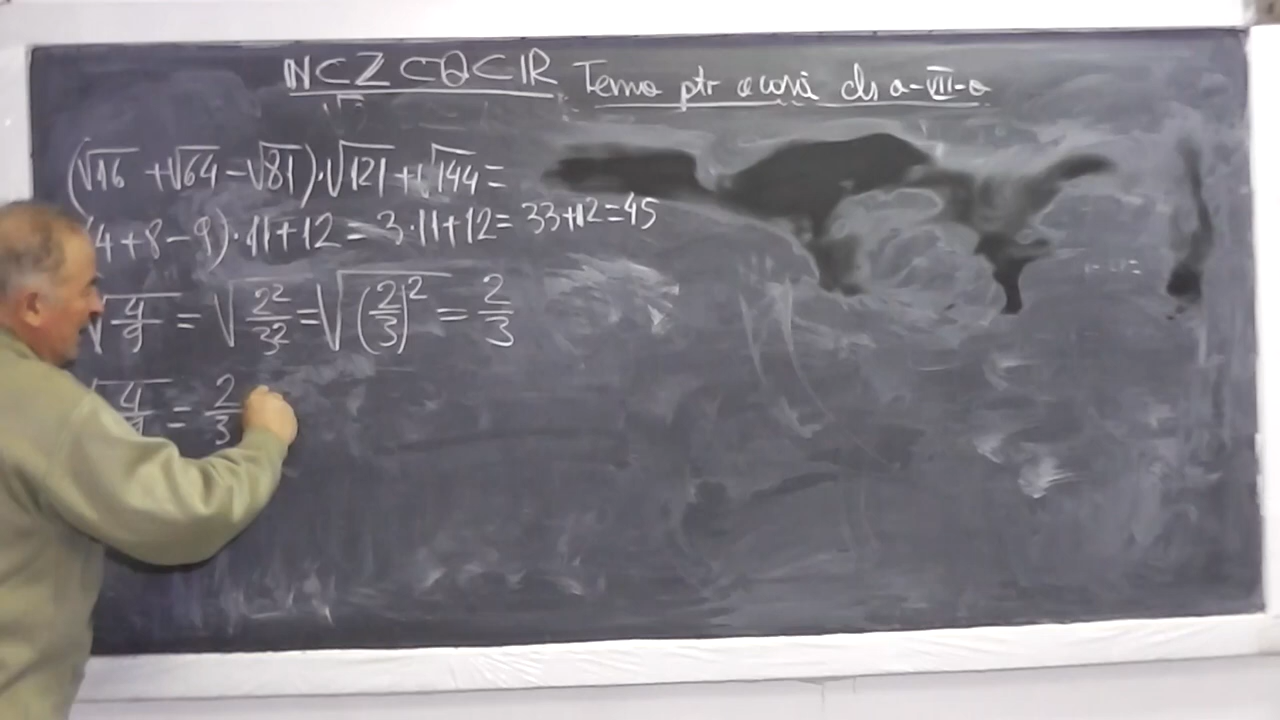 N⊂Z⊂Q⊂R Tema ptr acasă cls a-VII-a
(√16 + √64 - √81)·√121 + √144 =
(4+8-9)·11+12 = 3·11+12 = 33+12 = 45
√4/9 = √2²/3² = √(2/3)² = 2/3
√4/9 = 2/3